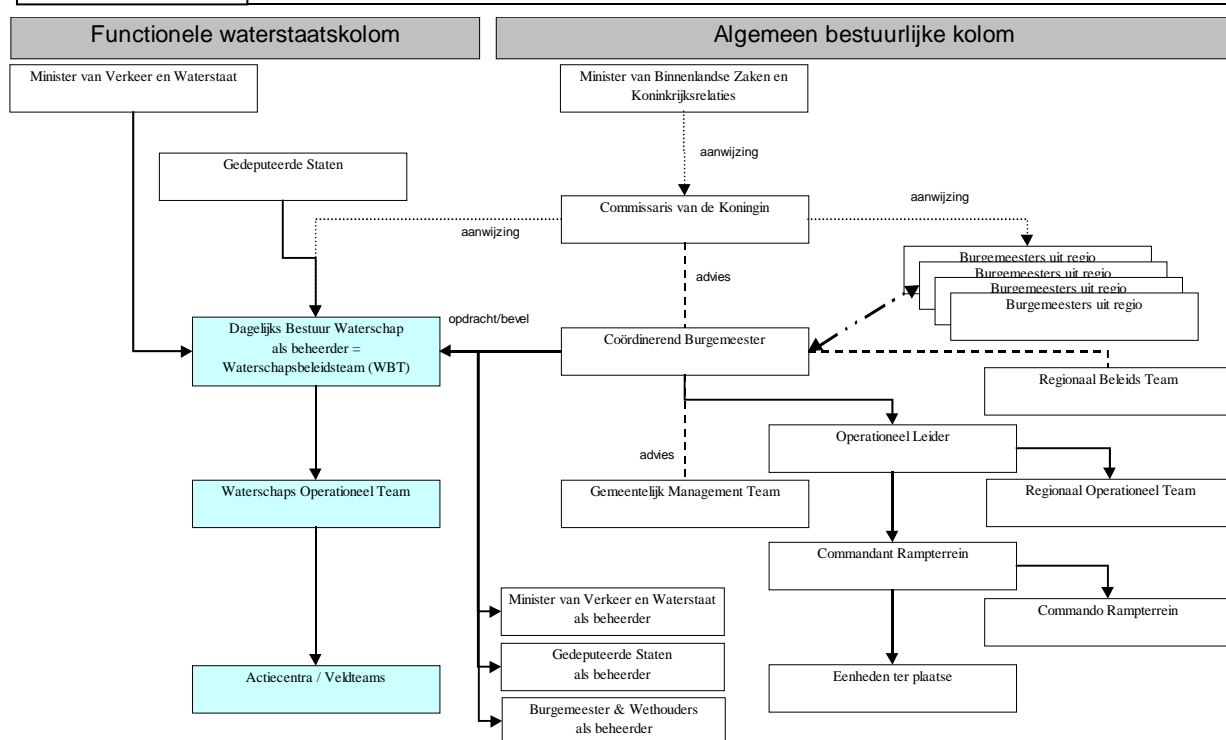 Functionele waterstaatskolom
Algemeen bestuurlijke kolom
Minister van Verkeer en Waterstaat
Minister van Binnenlandse Zaken en
Koninkrijksrelaties
aanwijzing
Gedeputeerde Staten
Commissaris van de Koningin
aanwijzing
aanwijzing
Burgemeesters uit regio
Burgemeesters uit regio
Burgemeesters uit regio
Burgemeesters uit regio
advies
opdracht/bevel
Dagelijks Bestuur Waterschap
als beheerder =
Waterschapsbeleidsteam (WBT)
Coördinerend Burgemeester
Regionaal Beleids Team
Operationeel Leider
advies
Waterschaps Operationeel Team
Gemeentelijk Management Team
Regionaal Operationeel Team
Commandant Rampterrein
Minister van Verkeer en Waterstaat
als beheerder
Commando Rampterrein
Gedeputeerde Staten
als beheerder
Actiecentra / Veldteams
Eenheden ter plaatse
Burgemeester & Wethouders
als beheerder